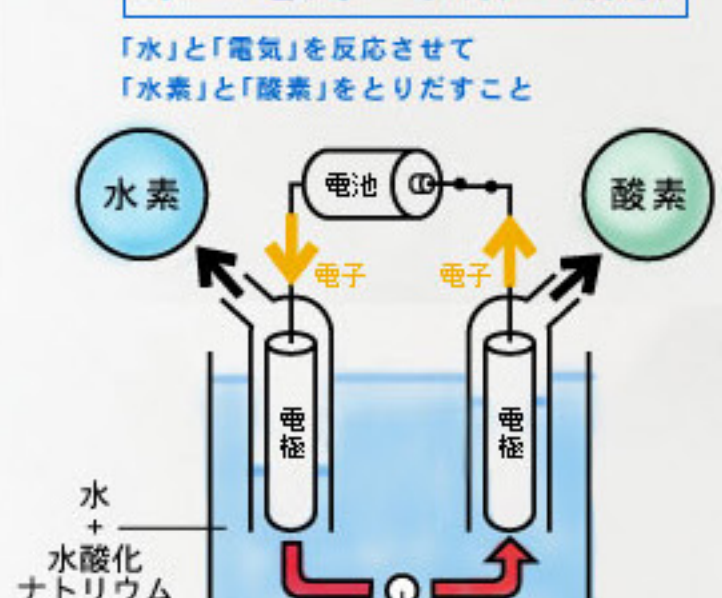 「水」と「電気」を反応させて
「水素」と「酸素」をとりだすこと
水素
電池
酸素
電子
電子
電極
電極
水
+
水酸化
ナトリウム